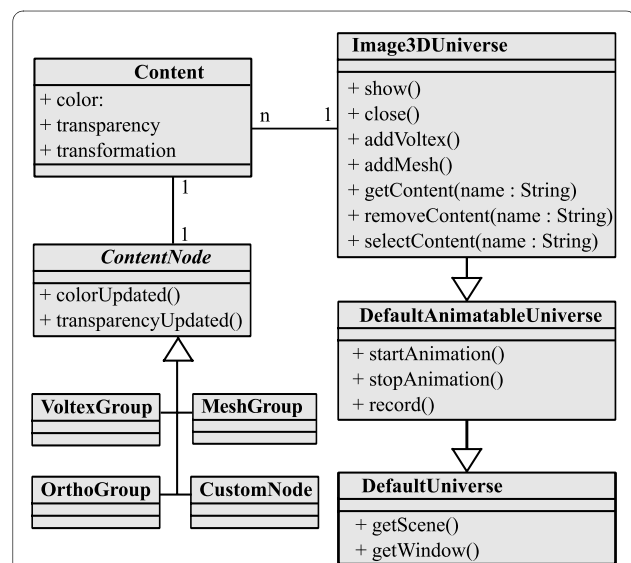 Content
+ color:
+ transparency
+ transformation
n
1
Image3DUniverse
+ show()
+ close()
+ addVoltex()
+ addMesh()
+ getContent(name : String)
+ removeContent(name : String)
+ selectContent(name : String)
1
1
ContentNode
+ colorUpdated()
+ transparencyUpdated()
DefaultAnimatableUniverse
+ startAnimation()
+ stopAnimation()
+ record()
VoltexGroup
MeshGroup
OrthoGroup
CustomNode
DefaultUniverse
+ getScene()
+ getWindow()